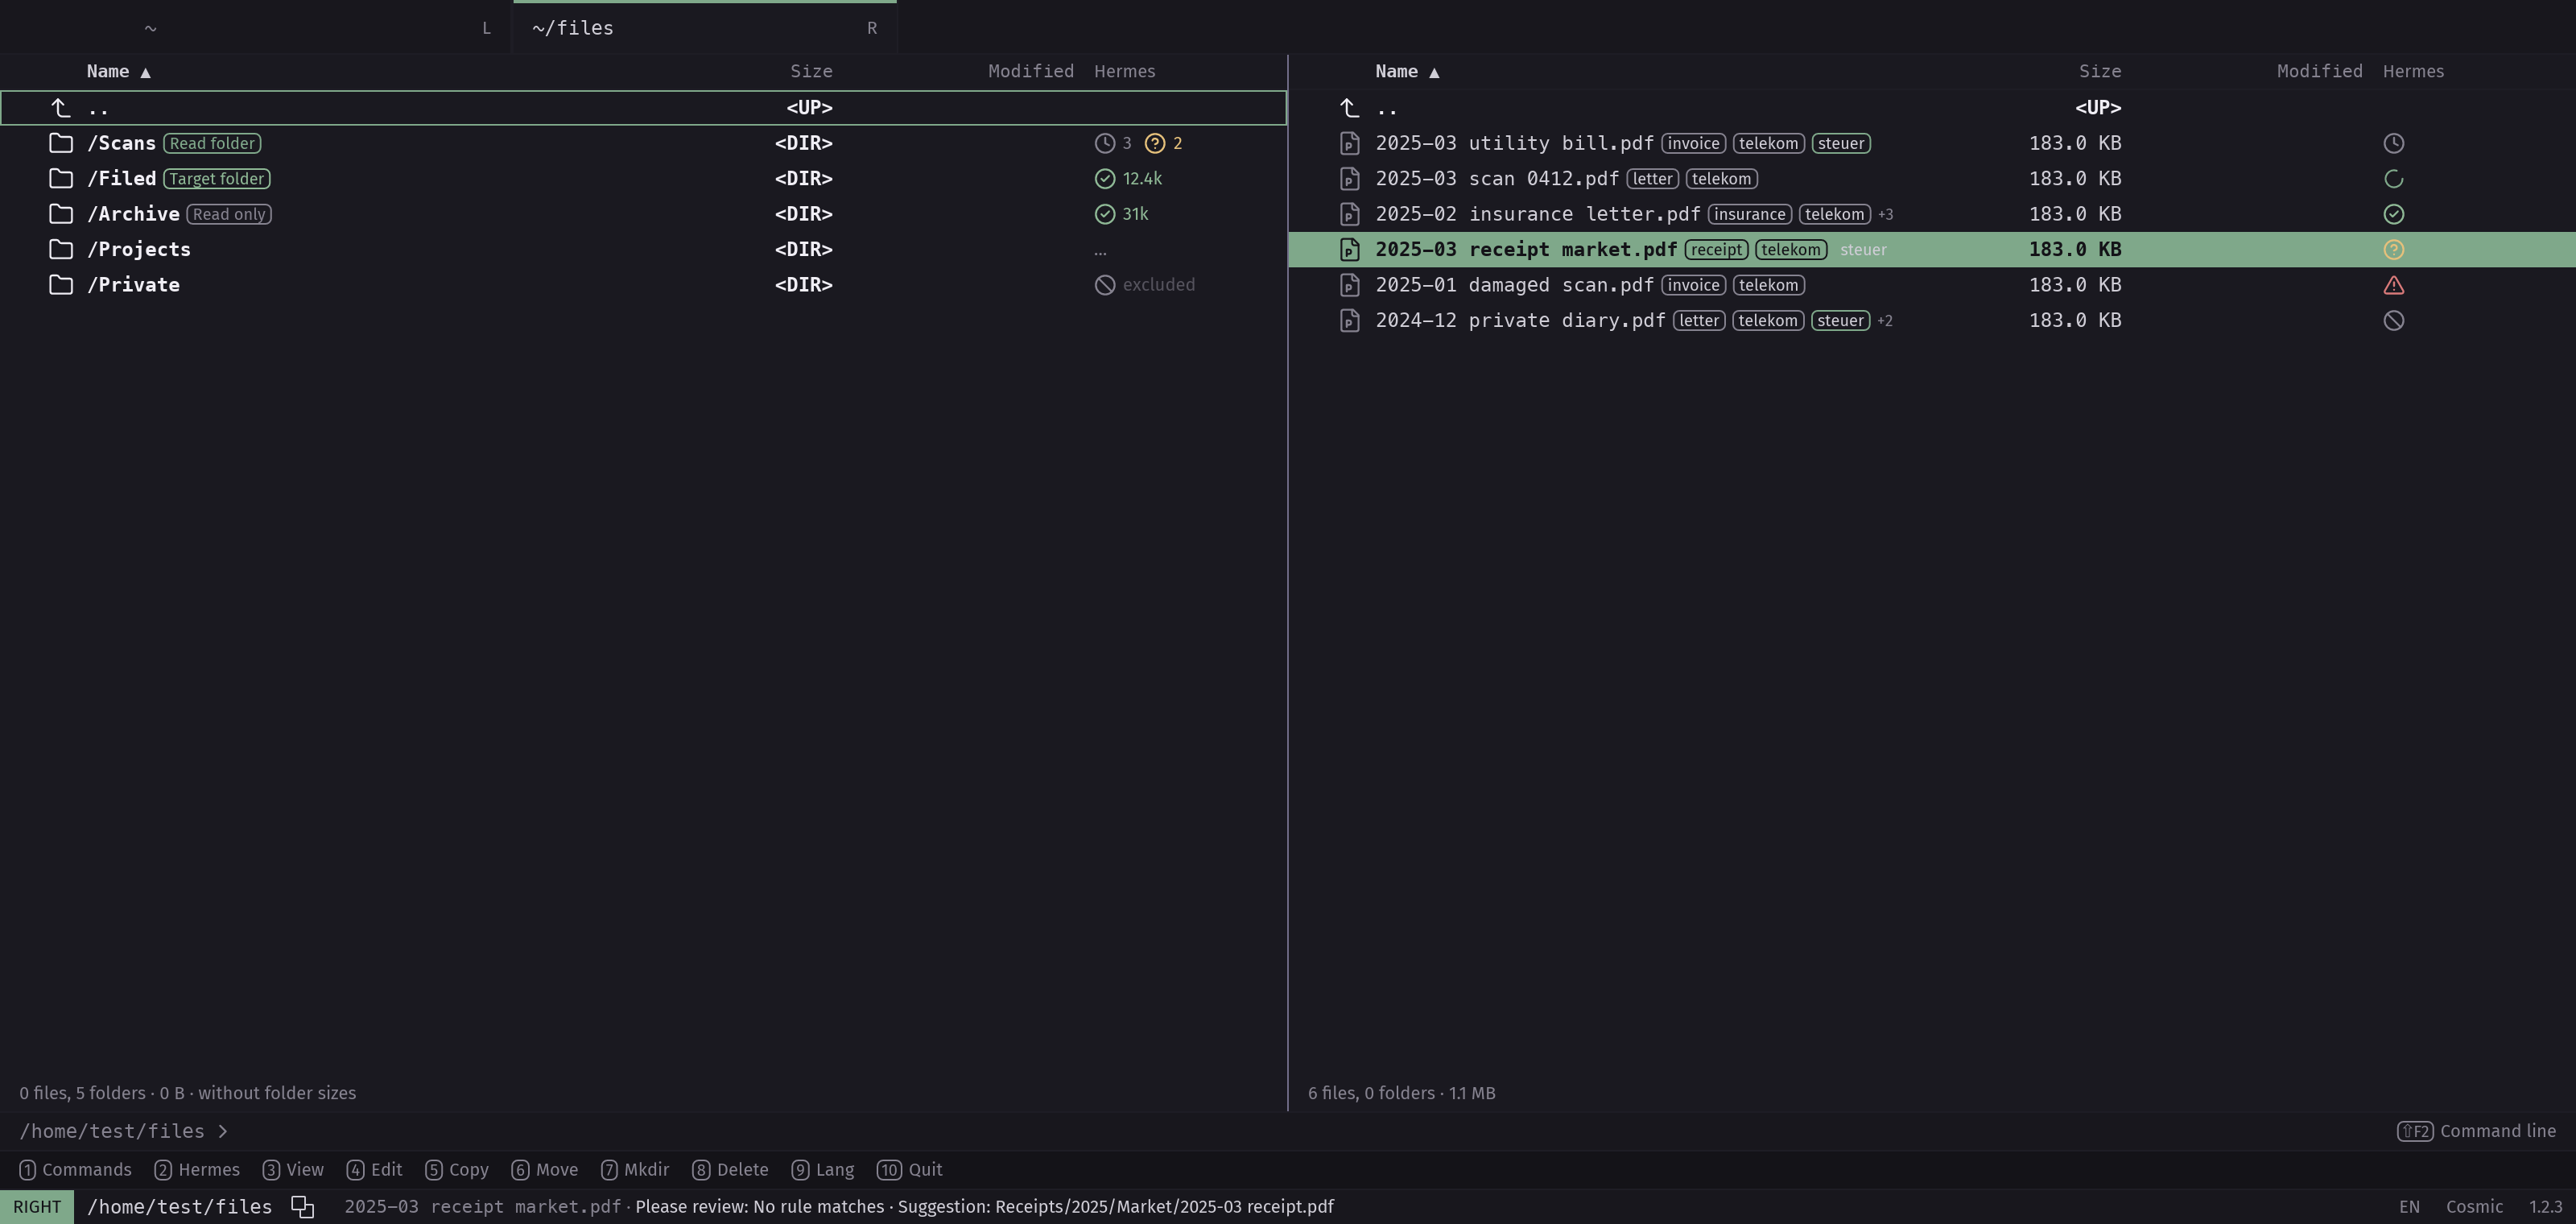 ~ L ~/files R
Name ▲ Size Modified Hermes
.. <UP>
/Scans Read folder <DIR> 3 2
/Filed Target folder <DIR> 12.4k
/Archive Read only <DIR> 31k
/Projects <DIR> ...
/Private <DIR> excluded
0 files, 5 folders · 0 B · without folder sizes
Name ▲ Size Modified Hermes
.. <UP>
2025-03 utility bill.pdf invoice telekom steuer 183.0 KB
2025-03 scan 0412.pdf letter telekom 183.0 KB
2025-02 insurance letter.pdf insurance telekom +3 183.0 KB
2025-03 receipt market.pdf receipt telekom steuer 183.0 KB
2025-01 damaged scan.pdf invoice telekom 183.0 KB
2024-12 private diary.pdf letter telekom steuer +2 183.0 KB
6 files, 0 folders · 1.1 MB
/home/test/files > ⇧F2 Command line
1 Commands 2 Hermes 3 View 4 Edit 5 Copy 6 Move 7 Mkdir 8 Delete 9 Lang 10 Quit
RIGHT /home/test/files 2025-03 receipt market.pdf · Please review: No rule matches · Suggestion: Receipts/2025/Market/2025-03 receipt.pdf EN Cosmic 1.2.3